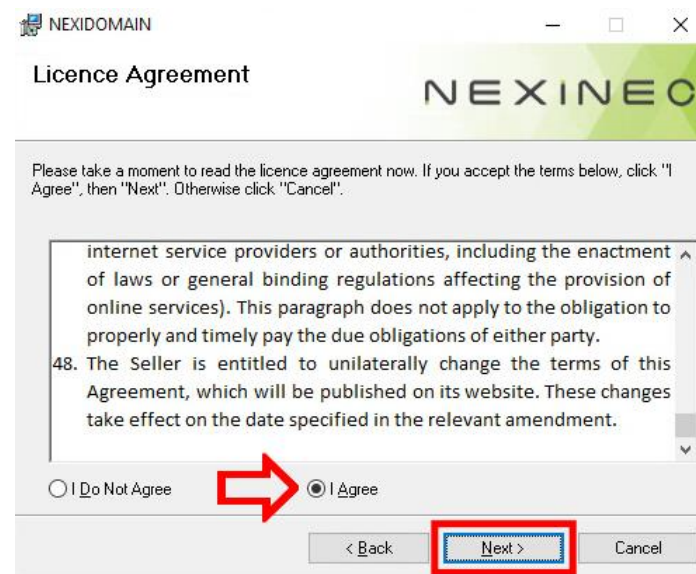 NEXIDOMAIN
Licence Agreement
NEXINEO
Please take a moment to read the licence agreement now. If you accept the terms below, click "I
Agree", then "Next". Otherwise click "Cancel".
internet service providers or authorities, including the enactment
of laws or general binding regulations affecting the provision of
online services). This paragraph does not apply to the obligation to
properly and timely pay the due obligations of either party.
48. The Seller is entitled to unilaterally change the terms of this
Agreement, which will be published on its website. These changes
take effect on the date specified in the relevant amendment.
I Do Not Agree
I Agree
< Back
Next >
Cancel